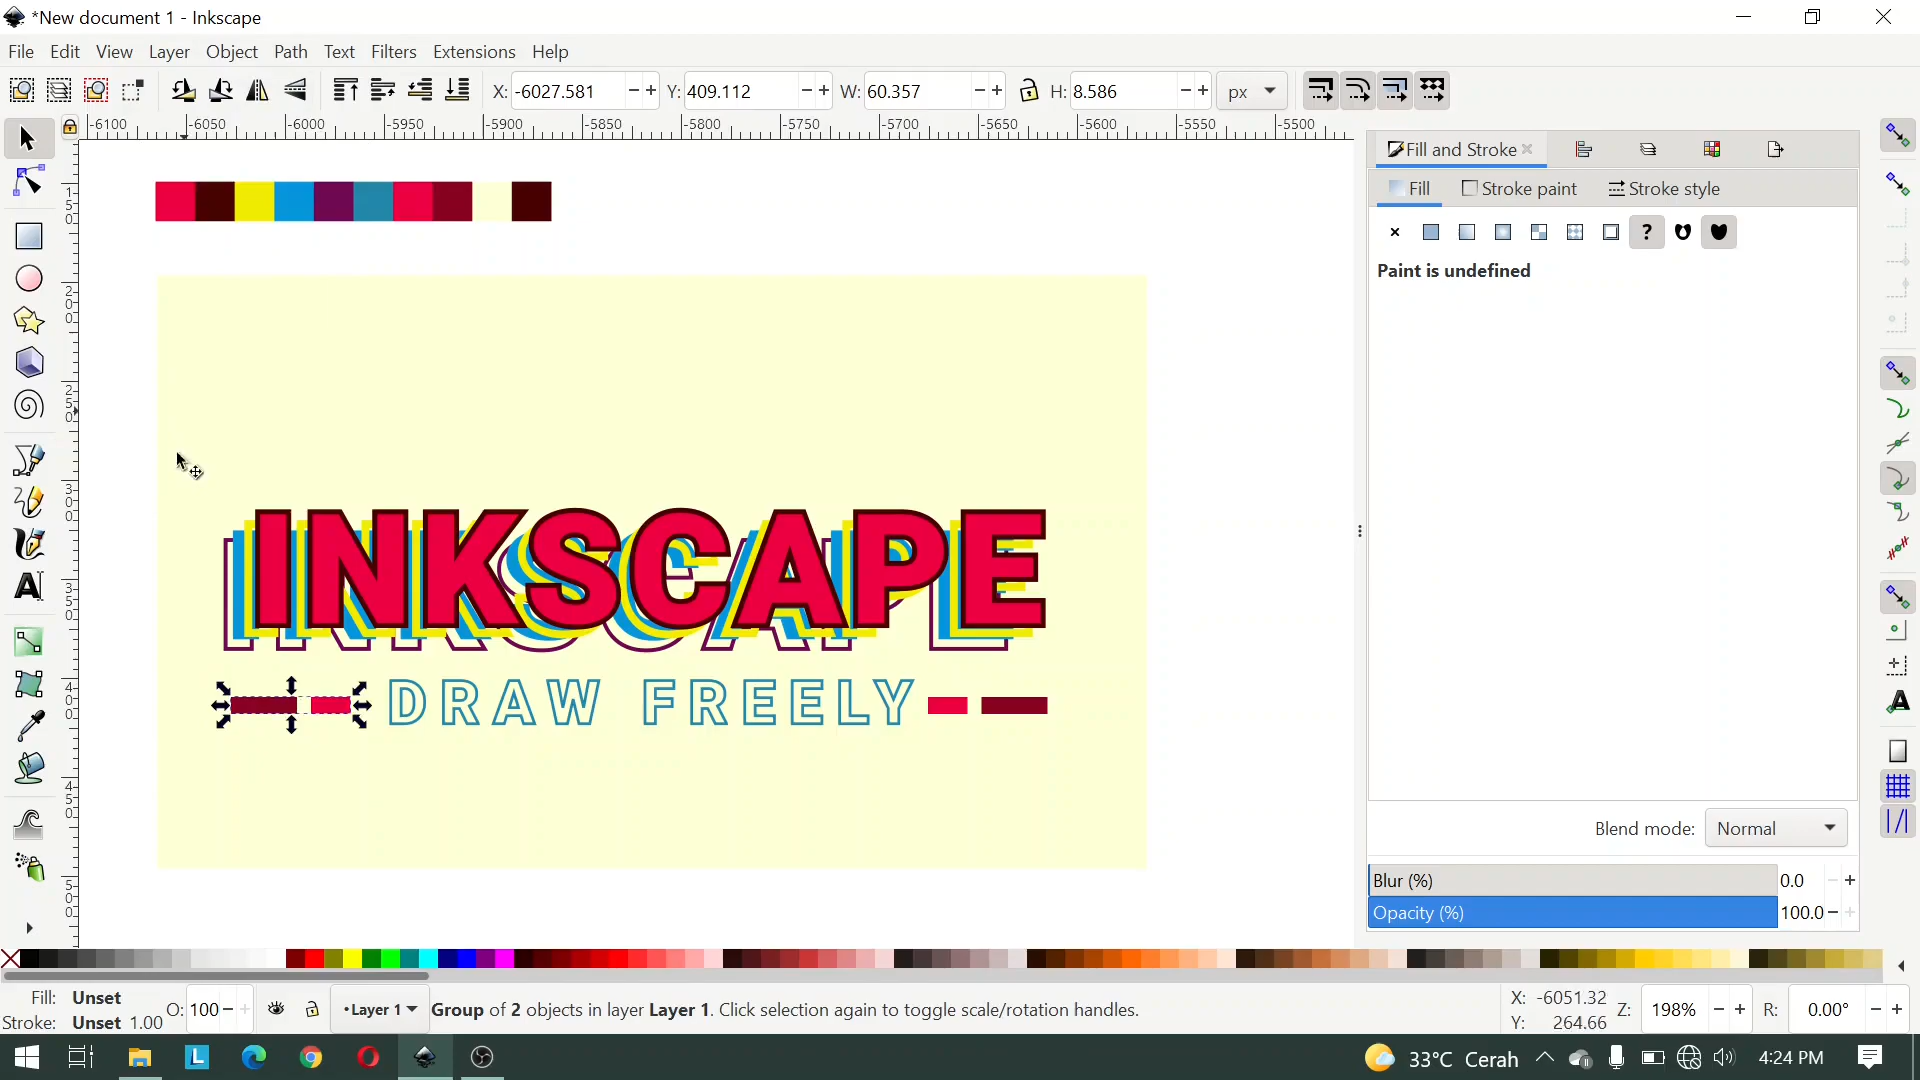 *New document 1 - Inkscape
File Edit View Layer Object Path Text Filters Extensions Help
X: -6027.581 Y: 409.112 W: 60.357 H: 8.586 px
-6100 -6050 -6000 -5950 -5900 -5850 -5800 -5750 -5700 -5650 -5600 -5550 -5500
Fill and Stroke
Fill Stroke paint Stroke style
Paint is undefined
INKSCAPE
DRAW FREELY
Blend mode: Normal
Blur (%) 0.0
Opacity (%) 100.0
Fill: Unset
Stroke: Unset 1.00
O: 100
•Layer 1
Group of 2 objects in layer Layer 1. Click selection again to toggle scale/rotation handles.
X: -6051.32
Y: 264.66
Z: 198%
R: 0.00°
33°C Cerah
4:24 PM